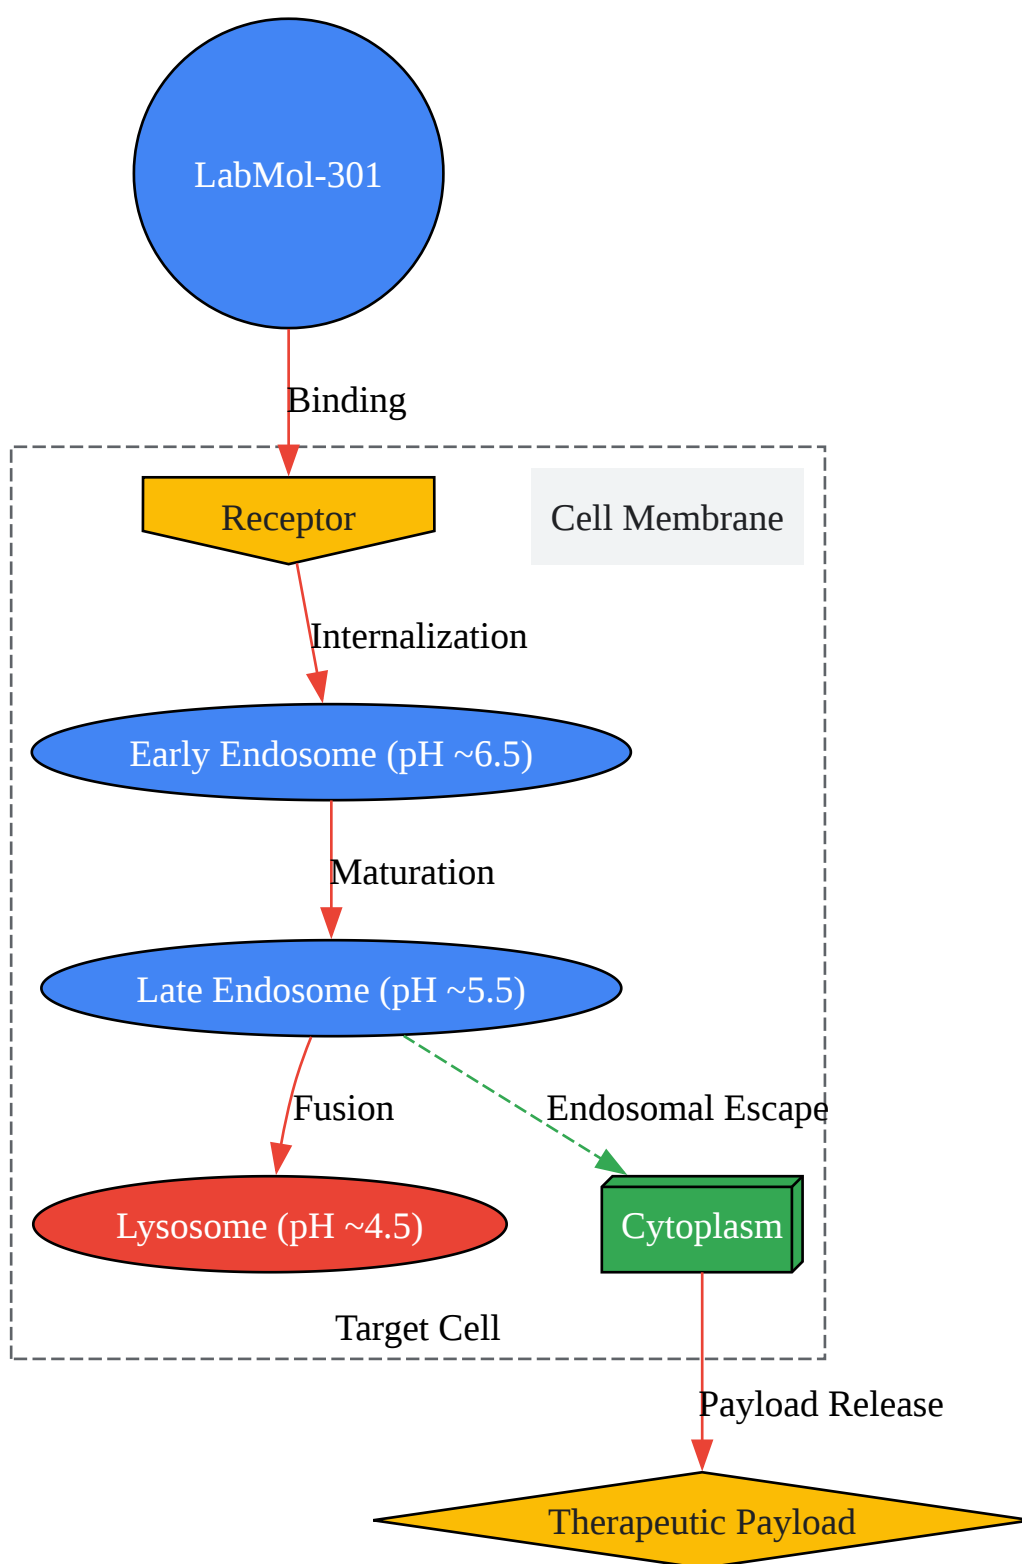 LabMol-301
Binding
Receptor
Cell Membrane
Internalization
Early Endosome (pH ~6.5)
Maturation
Late Endosome (pH ~5.5)
Fusion
Endosomal Escape
Lysosome (pH ~4.5)
Cytoplasm
Target Cell
Payload Release
Therapeutic Payload